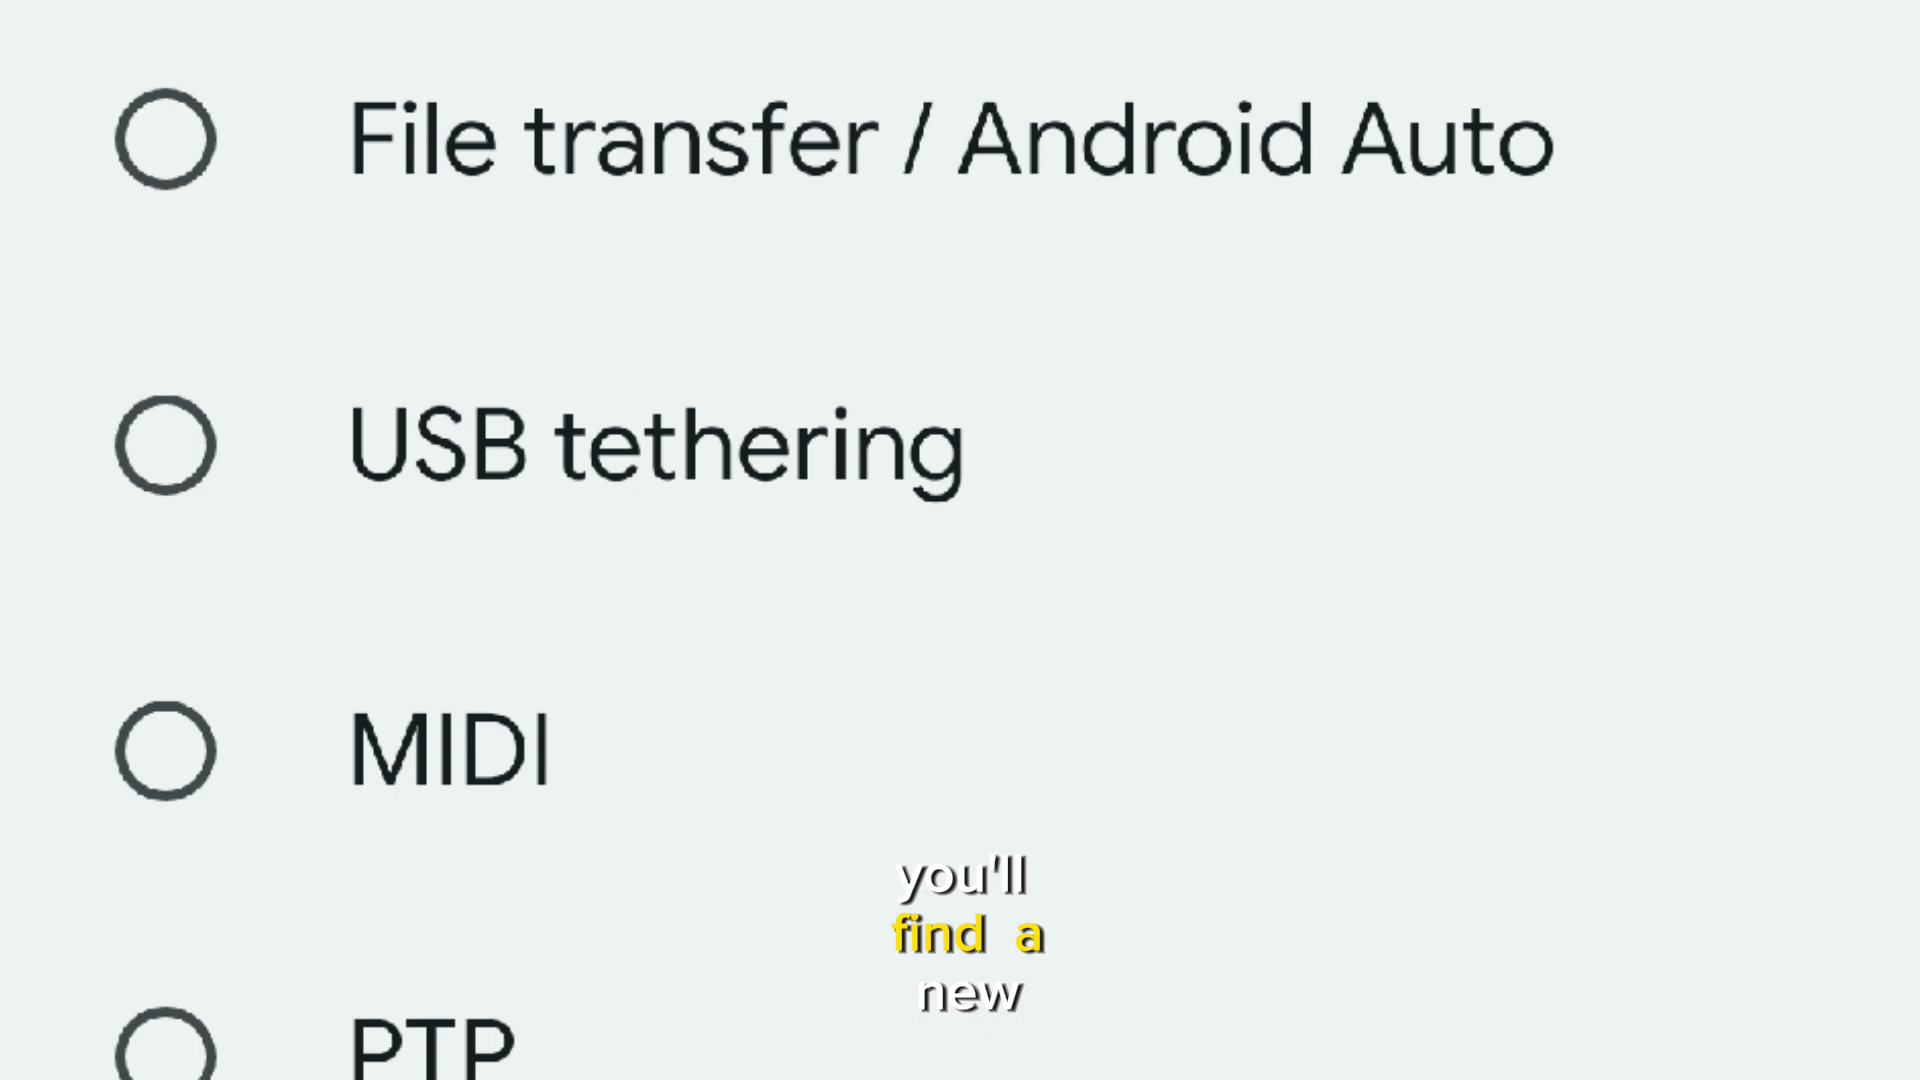 File transfer / Android Auto
USB tethering
MIDI
you'll
find a
new
PTP